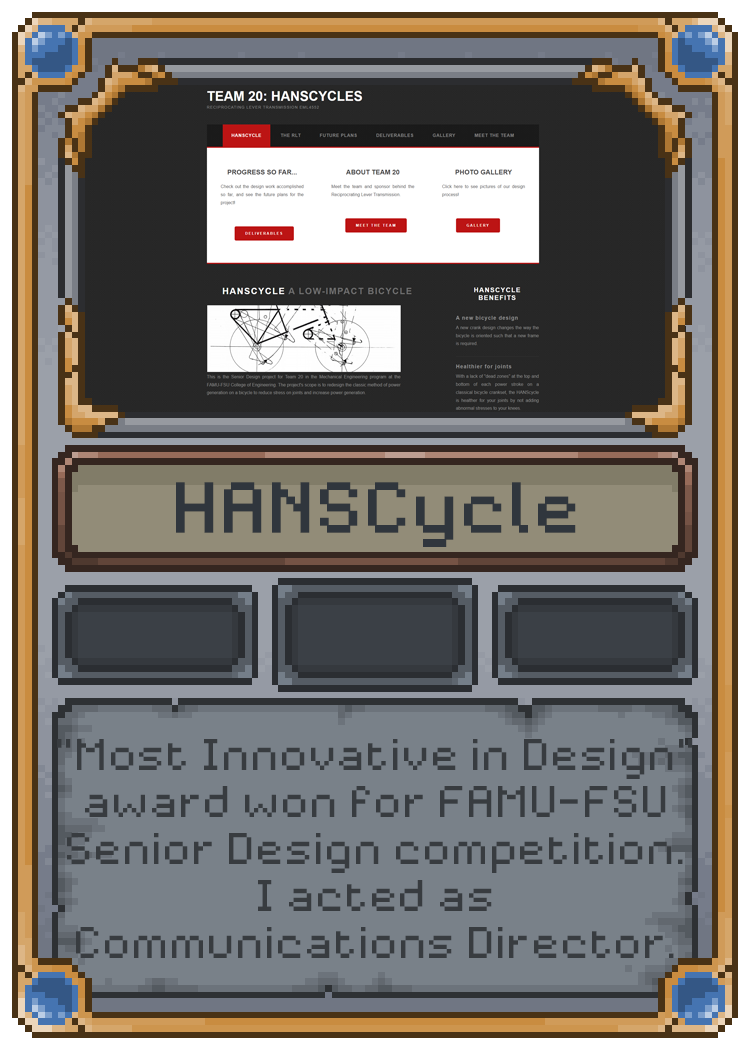 TEAM 20: HANSCYCLES
RECIPROCATING LEVER TRANSMISSION EML4552
HANSCYCLE THE RLT FUTURE PLANS DELIVERABLES GALLERY MEET THE TEAM
PROGRESS SO FAR...
Check out the design work accomplished
so far, and see the future plans for the
project!
DELIVERABLES
ABOUT TEAM 20
Meet the team and sponsor behind the
Reciprocating Lever Transmission
MEET THE TEAM
PHOTO GALLERY
Click here to see pictures of our design
process!
GALLERY
HANSCYCLE A LOW-IMPACT BICYCLE
This is the Senior Design project for Team 20 in the Mechanical Engineering program at the
FAMU-FSU College of Engineering. The project's scope is to redesign the classic method of power
generation on a bicycle to reduce stress on joints and increase power generation.
HANSCYCLE
BENEFITS
A new bicycle design
A new crank design changes the way the
bicycle is oriented such that a new frame
is required.
Healthier for joints
With a lack of "dead zones" at the top and
bottom of each power stroke on a
classical bicycle crankset, the HANScycle
is healthier for your joints by not adding
abnormal stresses to your knees.
HANSCycle
"Most Innovative in Design"
award won for FAMU-FSU
Senior Design competition.
I acted as
Communications Director.